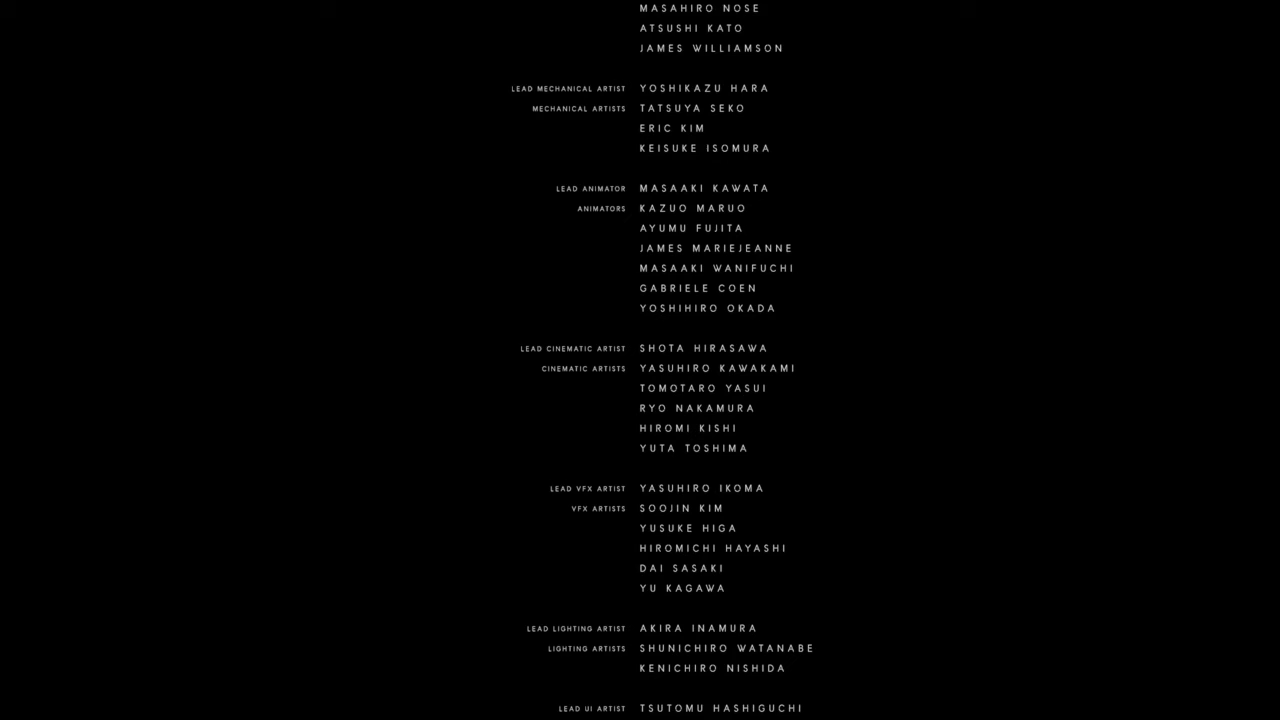 MASAHIRO NOSE
ATSUSHI KATO
JAMES WILLIAMSON
LEAD MECHANICAL ARTIST YOSHIKAZU HARA
MECHANICAL ARTISTS TATSUYA SEKO
ERIC KIM
KEISUKE ISOMURA
LEAD ANIMATOR MASAAKI KAWATA
ANIMATORS KAZUO MARUO
AYUMU FUJITA
JAMES MARIEJEANNE
MASAAKI WANIFUCHI
GABRIELE COEN
YOSHIHIRO OKADA
LEAD CINEMATIC ARTIST SHOTA HIRASAWA
CINEMATIC ARTISTS YASUHIRO KAWAKAMI
TOMOTARO YASUI
RYO NAKAMURA
HIROMI KISHI
YUTA TOSHIMA
LEAD VFX ARTIST YASUHIRO IKOMA
VFX ARTISTS SOOJIN KIM
YUSUKE HIGA
HIROMICHI HAYASHI
DAI SASAKI
YU KAGAWA
LEAD LIGHTING ARTIST AKIRA INAMURA
LIGHTING ARTISTS SHUNICHIRO WATANABE
KENICHIRO NISHIDA
LEAD UI ARTIST TSUTOMU HASHIGUCHI